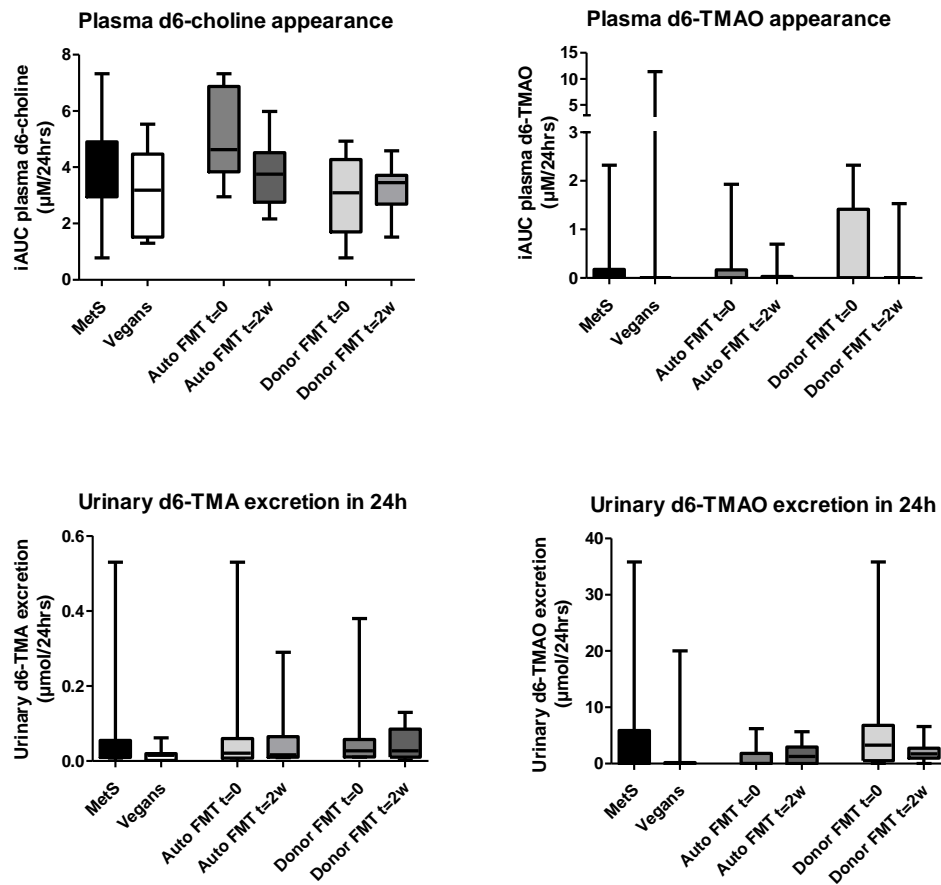 Plasma d6-choline appearance
iAUC plasma d6-choline
(µM/24hrs)
8
6
4
2
0
MetS
Vegans
Auto FMT t=0
Auto FMT t=2w
Donor FMT t=0
Donor FMT t=2w
Plasma d6-TMAO appearance
iAUC plasma d6-TMAO
(µM/24hrs)
15
10
5
3
2
1
0
MetS
Vegans
Auto FMT t=0
Auto FMT t=2w
Donor FMT t=0
Donor FMT t=2w
Urinary d6-TMA excretion in 24h
Urinary d6-TMA excretion
(µmol/24hrs)
0.6
0.4
0.2
0.0
MetS
Vegans
Auto FMT t=0
Auto FMT t=2w
Donor FMT t=0
Donor FMT t=2w
Urinary d6-TMAO excretion in 24h
Urinary d6-TMAO excretion
(µmol/24hrs)
40
30
20
10
0
MetS
Vegans
Auto FMT t=0
Auto FMT t=2w
Donor FMT t=0
Donor FMT t=2w